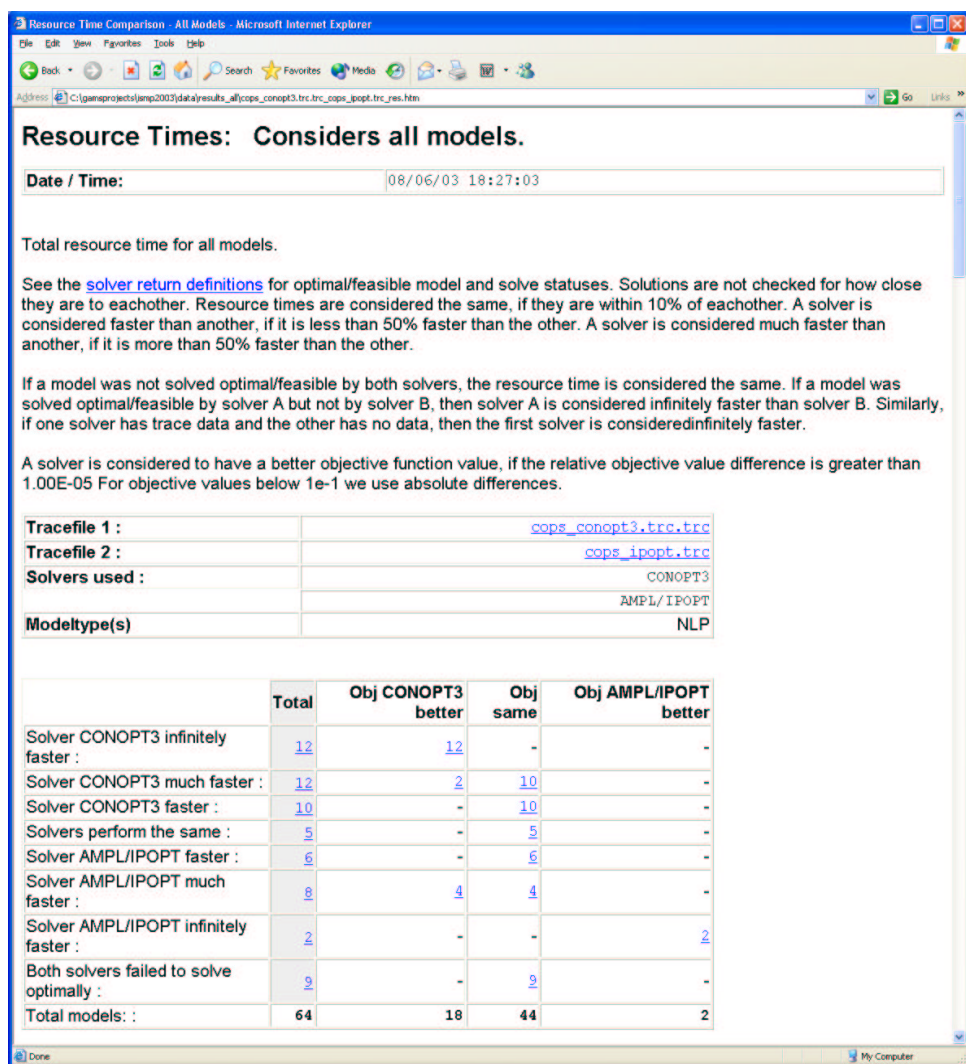 Resource Time Comparison - All Models - Microsoft Internet Explorer
File Edit View Favorites Tools Help
Back Search Favorites Media
Address C:\gamsprojects\ismp2003\data\results_all\cops_conopt3.trc.trc_cops_ipopt.trc_res.htm Go Links »
Resource Times: Considers all models.
Date / Time: 08/06/03 18:27:03
Total resource time for all models.
See the solver return definitions for optimal/feasible model and solve statuses. Solutions are not checked for how close
they are to eachother. Resource times are considered the same, if they are within 10% of eachother. A solver is
considered faster than another, if it is less than 50% faster than the other. A solver is considered much faster than
another, if it is more than 50% faster than the other.
If a model was not solved optimal/feasible by both solvers, the resource time is considered the same. If a model was
solved optimal/feasible by solver A but not by solver B, then solver A is considered infinitely faster than solver B. Similarly,
if one solver has trace data and the other has no data, then the first solver is consideredinfinitely faster.
A solver is considered to have a better objective function value, if the relative objective value difference is greater than
1.00E-05 For objective values below 1e-1 we use absolute differences.
Tracefile 1 : cops_conopt3.trc.trc
Tracefile 2 : cops_ipopt.trc
Solvers used : CONOPT3
AMPL/IPOPT
Modeltype(s) NLP
Total Obj CONOPT3 better Obj same Obj AMPL/IPOPT better
Solver CONOPT3 infinitely faster : 12 12 - -
Solver CONOPT3 much faster : 12 2 10 -
Solver CONOPT3 faster : 10 - 10 -
Solvers perform the same : 5 - 5 -
Solver AMPL/IPOPT faster : 6 - 6 -
Solver AMPL/IPOPT much faster : 8 4 4 -
Solver AMPL/IPOPT infinitely faster : 2 - - 2
Both solvers failed to solve optimally : 9 - 9 -
Total models: : 64 18 44 2
Done My Computer